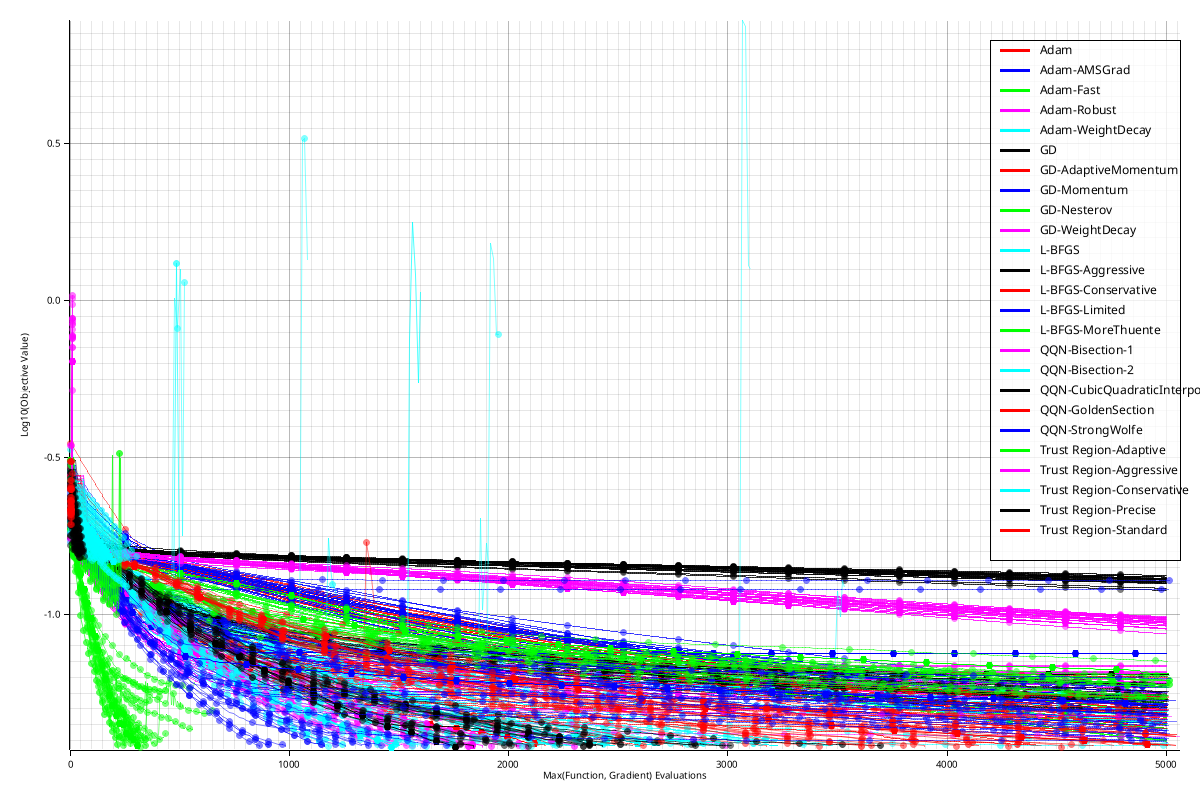 Adam
Adam-AMSGrad
Adam-Fast
Adam-Robust
Adam-WeightDecay
GD
GD-AdaptiveMomentum
GD-Momentum
GD-Nesterov
GD-WeightDecay
L-BFGS
L-BFGS-Aggressive
L-BFGS-Conservative
L-BFGS-Limited
L-BFGS-MoreThuente
QQN-Bisection-1
QQN-Bisection-2
QQN-CubicQuadraticInterpo
QQN-GoldenSection
QQN-StrongWolfe
Trust Region-Adaptive
Trust Region-Aggressive
Trust Region-Conservative
Trust Region-Precise
Trust Region-Standard
0.5
0.0
-0.5
-1.0
Log10(Objective Value)
0 1000 2000 3000 4000 5000
Max(Function, Gradient) Evaluations